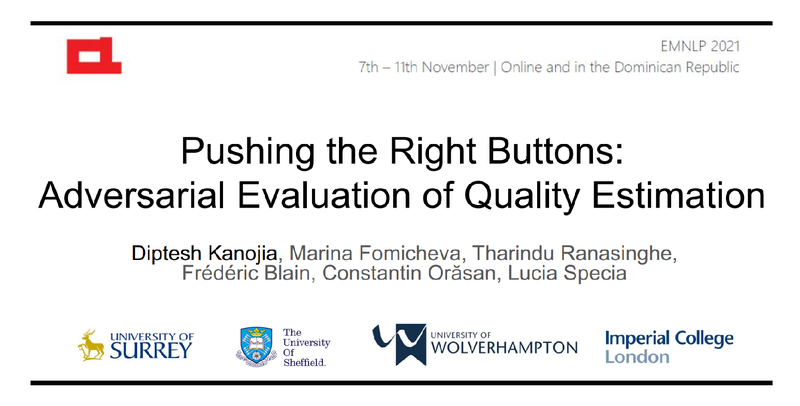 EMNLP 2021
7th – 11th November | Online and in the Dominican Republic
Pushing the Right Buttons:
Adversarial Evaluation of Quality Estimation
Diptesh Kanojia, Marina Fomicheva, Tharindu Ranasinghe,
Frédéric Blain, Constantin Orăsan, Lucia Specia
UNIVERSITY OF
SURREY
The
University
Of
Sheffield.
UNIVERSITY OF
WOLVERHAMPTON
Imperial College
London